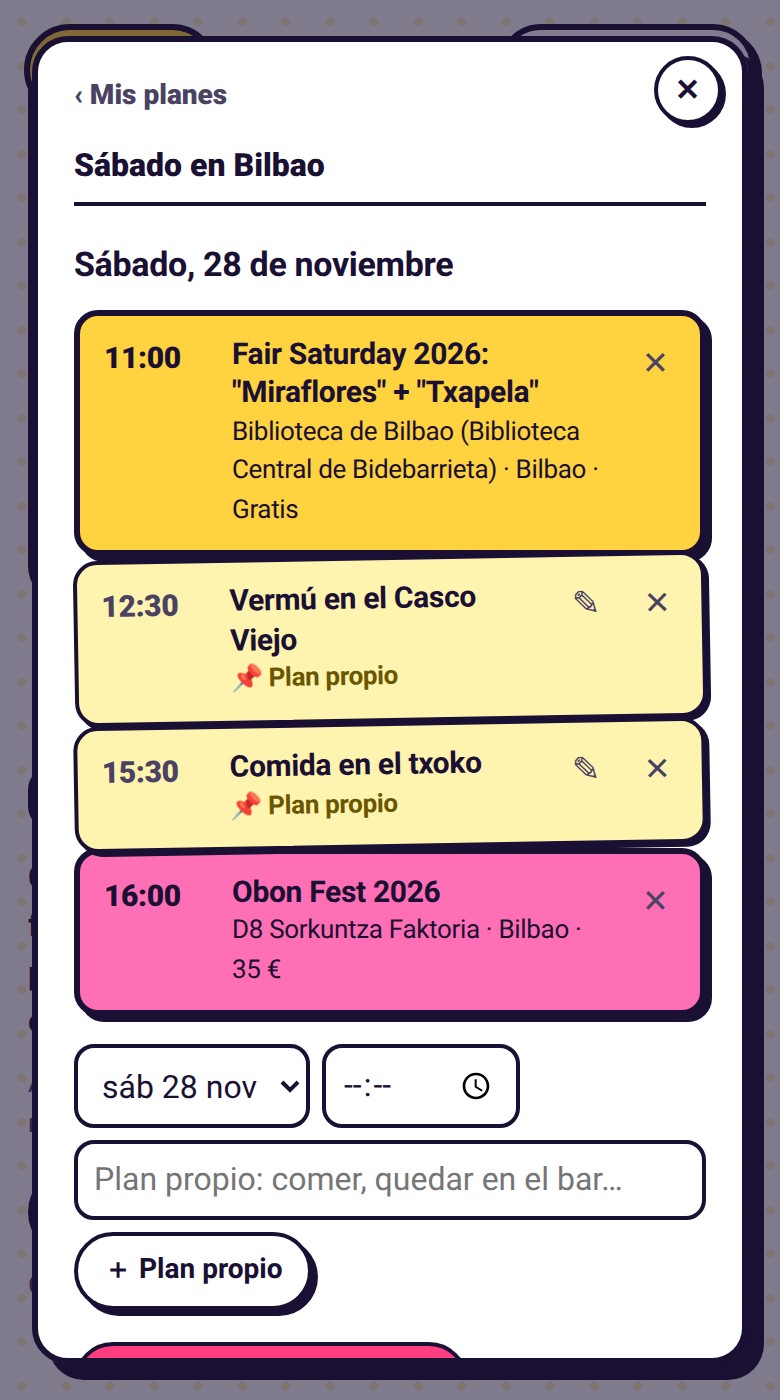 ‹ Mis planes
✕
Sábado en Bilbao
Sábado, 28 de noviembre
11:00
Fair Saturday 2026:
"Miraflores" + "Txapela"
✕
Biblioteca de Bilbao (Biblioteca
Central de Bidebarrieta) · Bilbao ·
Gratis
12:30
Vermú en el Casco
Viejo
✎ ✕
📌 Plan propio
15:30
Comida en el txoko
✎ ✕
📌 Plan propio
16:00
Obon Fest 2026
✕
D8 Sorkuntza Faktoria · Bilbao ·
35 €
sáb 28 nov
--:--
Plan propio: comer, quedar en el bar…
+ Plan propio